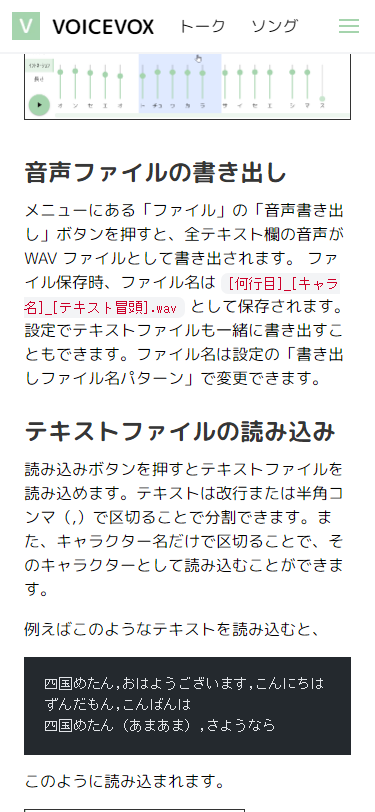 V VOICEVOX トーク ソング
長さ
オ ン セ エ オ ー チョ ウ カ ラ サ イ セ エ シ マ ス
音声ファイルの書き出し
メニューにある「ファイル」の「音声書き出
し」ボタンを押すと、全テキスト欄の音声が
WAV ファイルとして書き出されます。 ファ
イル保存時、ファイル名は [何行目]_[キャラ
名]_[テキスト冒頭].wav として保存されます。
設定でテキストファイルも一緒に書き出すこ
ともできます。ファイル名は設定の「書き出
しファイル名パターン」で変更できます。
テキストファイルの読み込み
読み込みボタンを押すとテキストファイルを
読み込めます。テキストは改行または半角コ
ンマ（,）で区切ることで分割できます。ま
た、キャラクター名だけで区切ることで、そ
のキャラクターとして読み込むことができま
す。
例えばこのようなテキストを読み込むと、
四国めたん,おはようございます,こんにちは
ずんだもん,こんばんは
四国めたん（あまあま）,さようなら
このように読み込まれます。